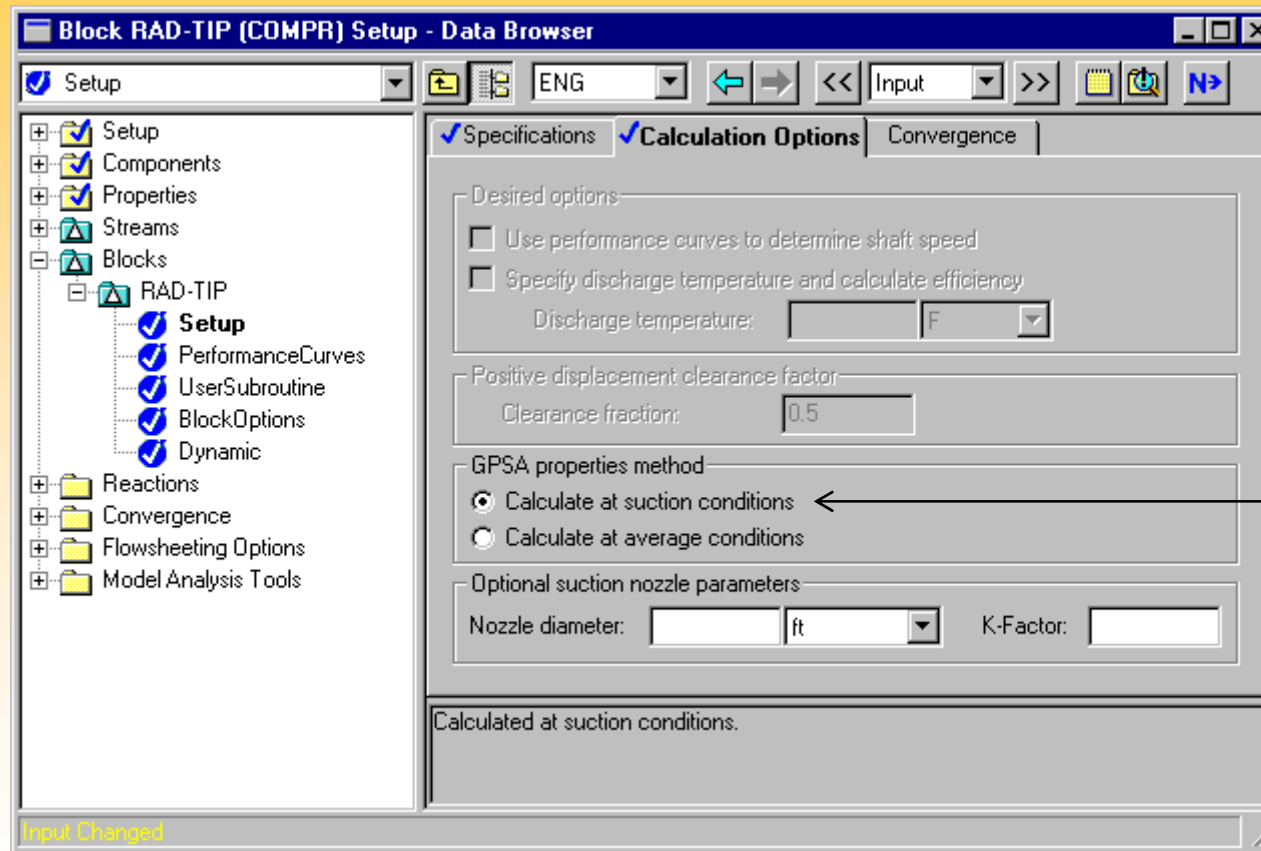 Block RAD-TIP (COMPR) Setup - Data Browser
Setup
ENG
<<
Input
>>
N
Setup
Components
Properties
Streams
Blocks
RAD-TIP
Setup
PerformanceCurves
UserSubroutine
BlockOptions
Dynamic
Reactions
Convergence
Flowsheeting Options
Model Analysis Tools
Specifications
Calculation Options
Convergence
Desired options
Use performance curves to determine shaft speed
Specify discharge temperature and calculate efficiency
Discharge temperature:
F
Positive displacement clearance factor
Clearance fraction:
0.5
GPSA properties method
Calculate at suction conditions
Calculate at average conditions
Optional suction nozzle parameters
Nozzle diameter:
ft
K-Factor:
Calculated at suction conditions.
Input Changed